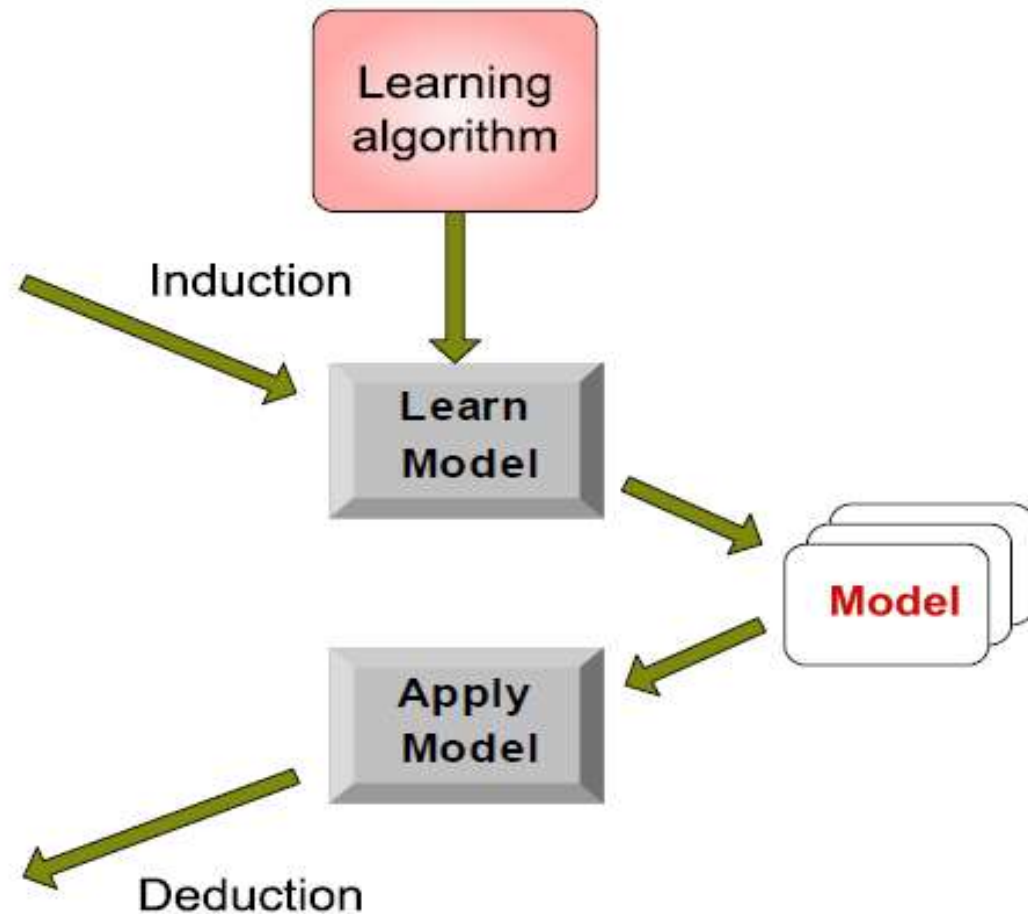 Learning
algorithm
Induction
Learn
Model
Model
Apply
Model
Deduction